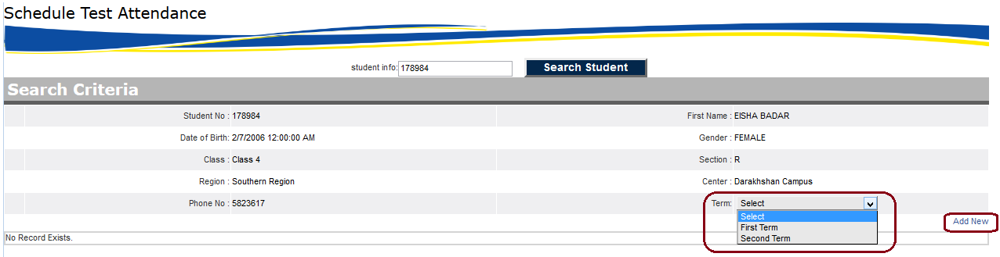 Schedule Test Attendance
student info: 178984 Search Student
Search Criteria
Student No : 178984 First Name : EISHA BADAR
Date of Birth: 2/7/2006 12:00:00 AM Gender : FEMALE
Class : Class 4 Section : R
Region : Southern Region Center : Darakhshan Campus
Phone No : 5823617 Term: Select
Select
Add New
First Term
Second Term
No Record Exists.